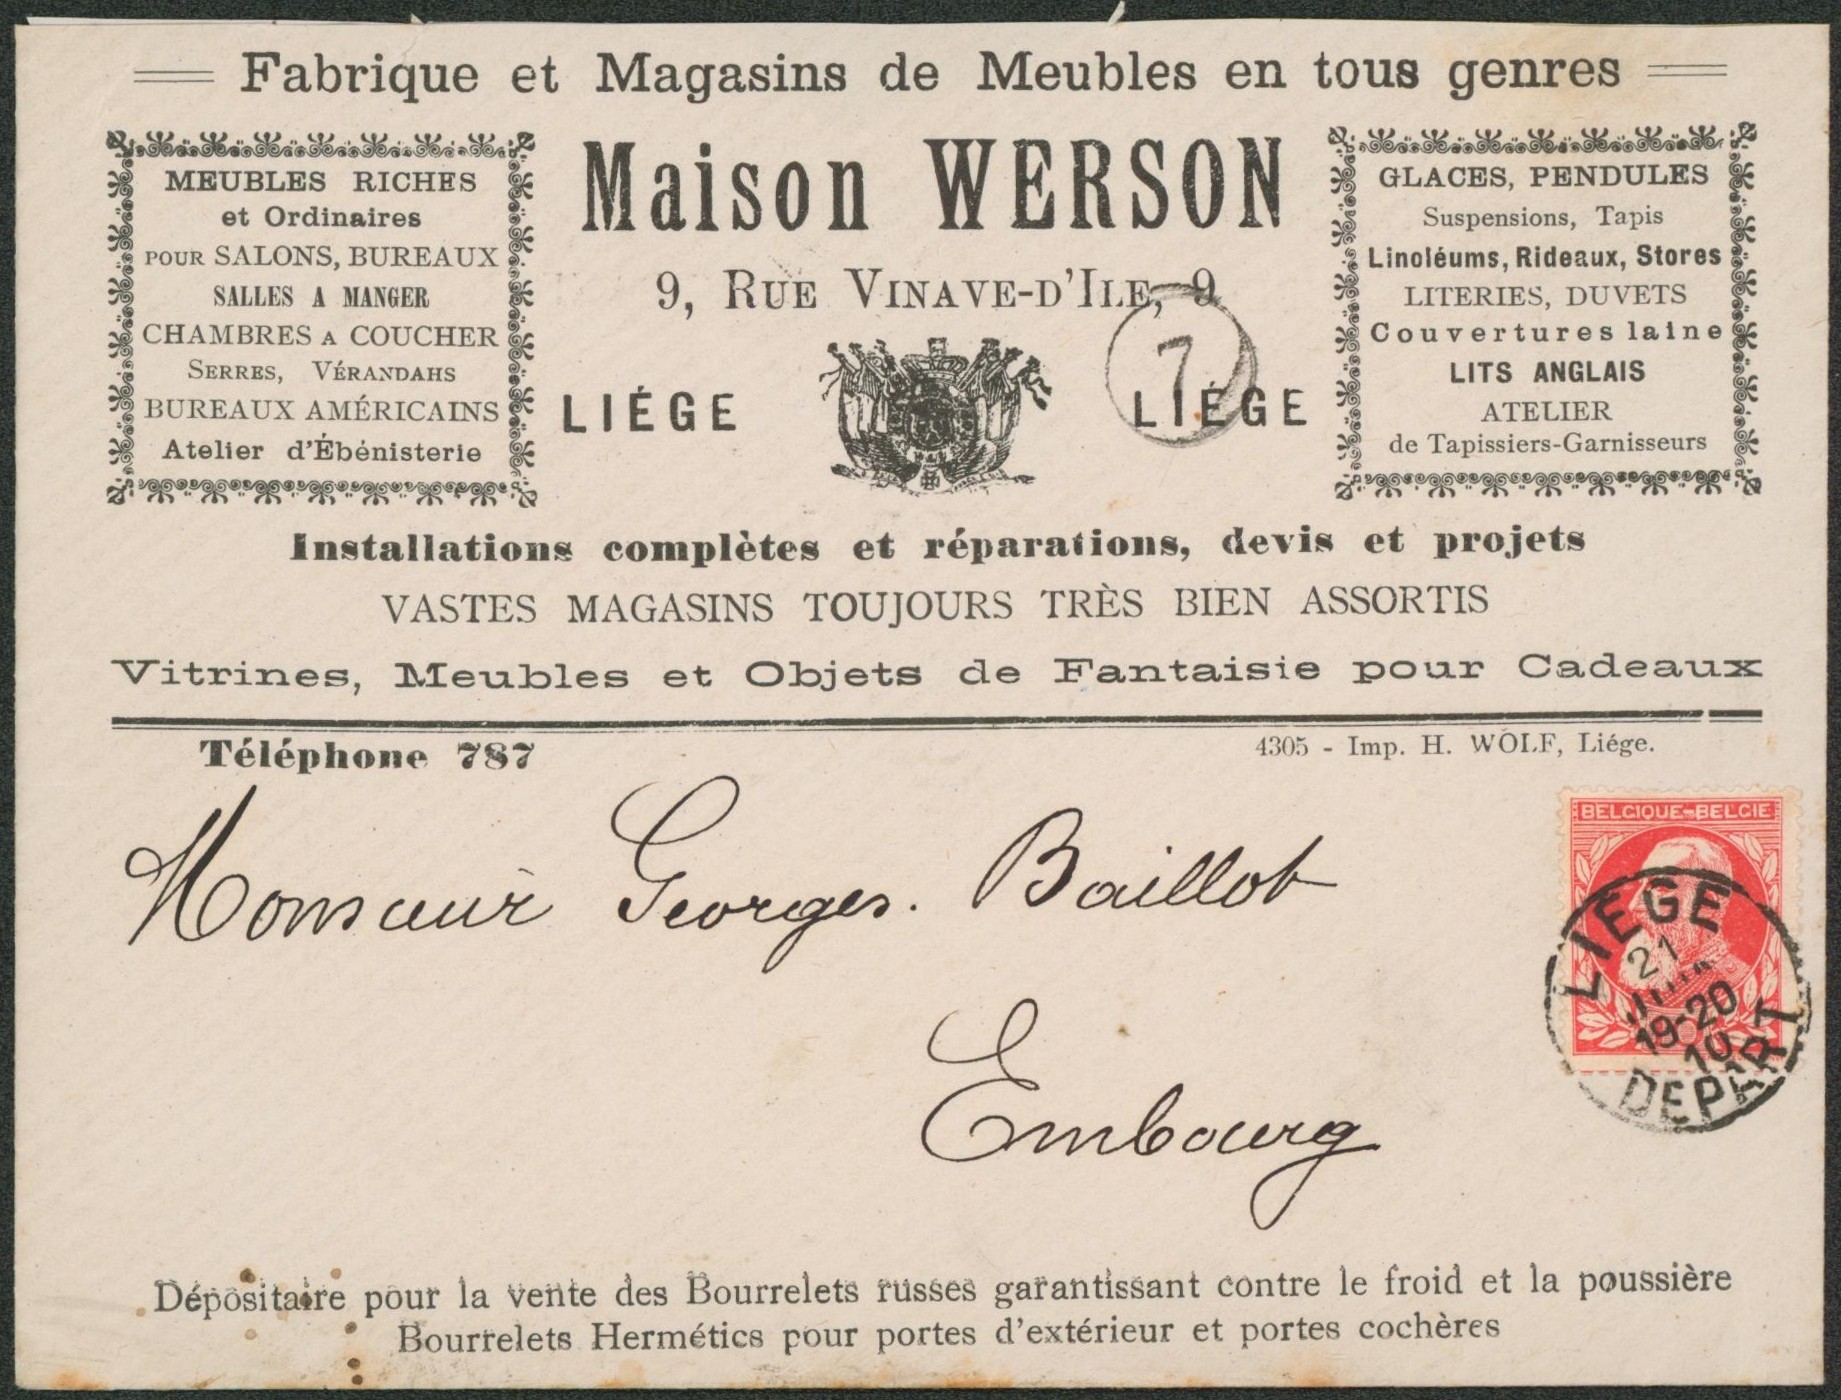 Fabrique et Magasins de Meubles en tous genres
MEUBLES RICHES
et Ordinaires
POUR SALONS, BUREAUX
SALLES A MANGER
CHAMBRES A COUCHER
SERRES, VÉRANDAHS
BUREAUX AMÉRICAINS
Atelier d'Ébénisterie
Maison WERSON
9, RUE VINAVE-D'ILE, 9
7
LIÉGE
LIÉGE
GLACES, PENDULES
Suspensions, Tapis
Linoléums, Rideaux, Stores
LITERIES, DUVETS
Couvertures laine
LITS ANGLAIS
ATELIER
de Tapissiers-Garnisseurs
Installations complètes et réparations, devis et projets
VASTES MAGASINS TOUJOURS TRÈS BIEN ASSORTIS
Vitrines, Meubles et Objets de Fantaisie pour Cadeaux
Téléphone 787
4305 - Imp. H. WOLF, Liége.
Monsieur Georges. Baillot
Embourg
BELGIQUE-BELGIE
LIEGE
21
19-20
10
DEPART
Dépositaire pour la vente des Bourrelets russes garantissant contre le froid et la poussière
Bourrelets Hermétics pour portes d'extérieur et portes cochères